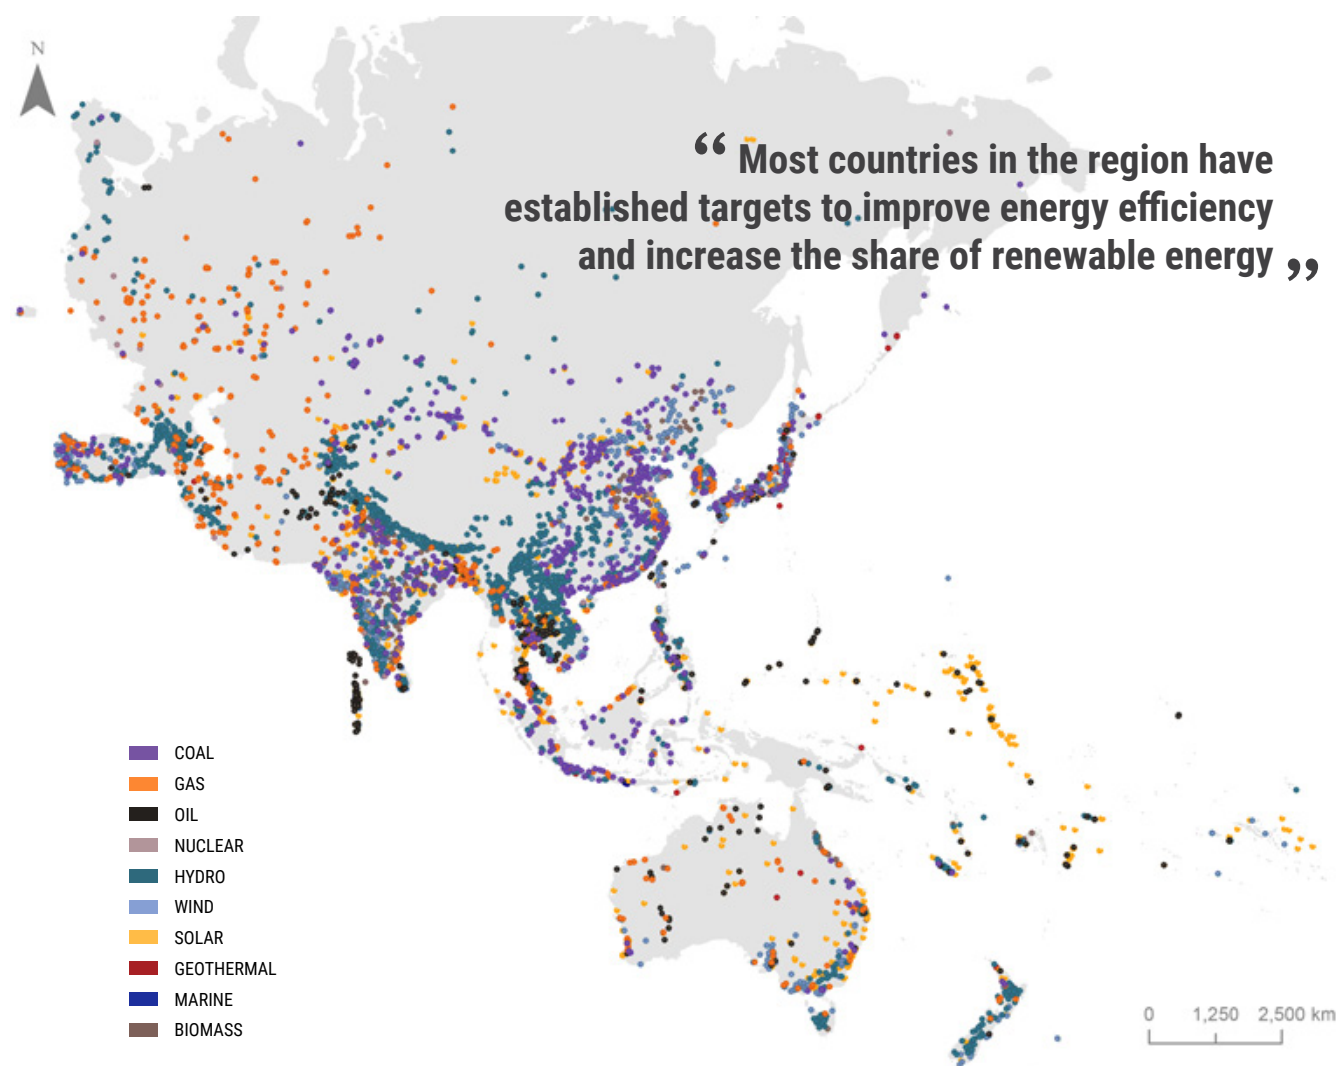 N
“ Most countries in the region have
established targets to improve energy efficiency
and increase the share of renewable energy ”
COAL
GAS
OIL
NUCLEAR
HYDRO
WIND
SOLAR
GEOTHERMAL
MARINE
BIOMASS
0 1,250 2,500 km